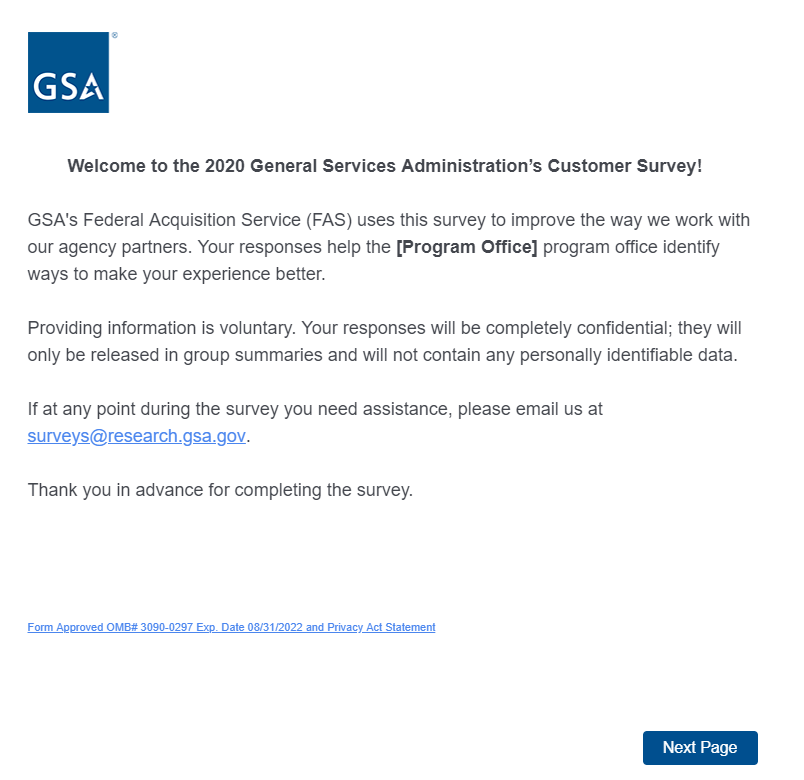 ®
GSA
Welcome to the 2020 General Services Administration’s Customer Survey!
GSA's Federal Acquisition Service (FAS) uses this survey to improve the way we work with
our agency partners. Your responses help the [Program Office] program office identify
ways to make your experience better.
Providing information is voluntary. Your responses will be completely confidential; they will
only be released in group summaries and will not contain any personally identifiable data.
If at any point during the survey you need assistance, please email us at
surveys@research.gsa.gov.
Thank you in advance for completing the survey.
Form Approved OMB# 3090-0297 Exp. Date 08/31/2022 and Privacy Act Statement
Next Page